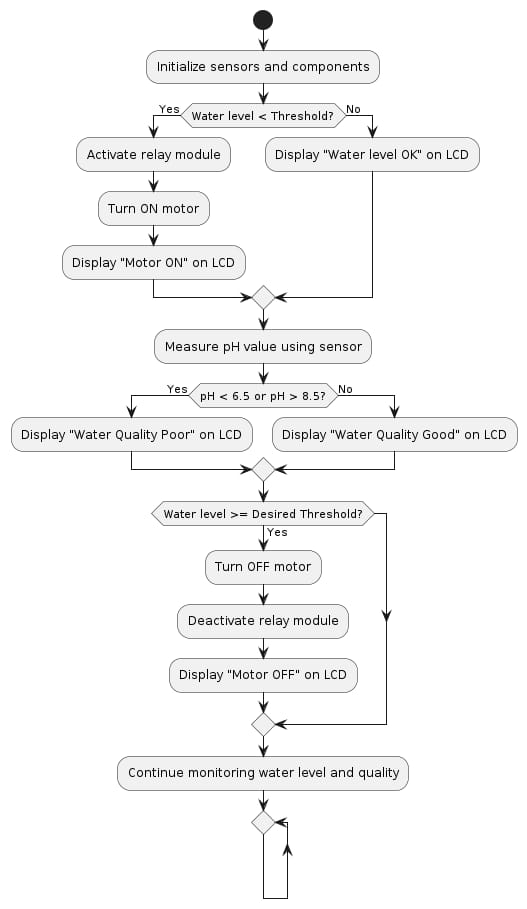 Initialize sensors and components
Yes
Water level < Threshold?
No
Activate relay module
Display "Water level OK" on LCD
Turn ON motor
Display "Motor ON" on LCD
Measure pH value using sensor
Yes
pH < 6.5 or pH > 8.5?
No
Display "Water Quality Poor" on LCD
Display "Water Quality Good" on LCD
Water level >= Desired Threshold?
Yes
Turn OFF motor
Deactivate relay module
Display "Motor OFF" on LCD
Continue monitoring water level and quality